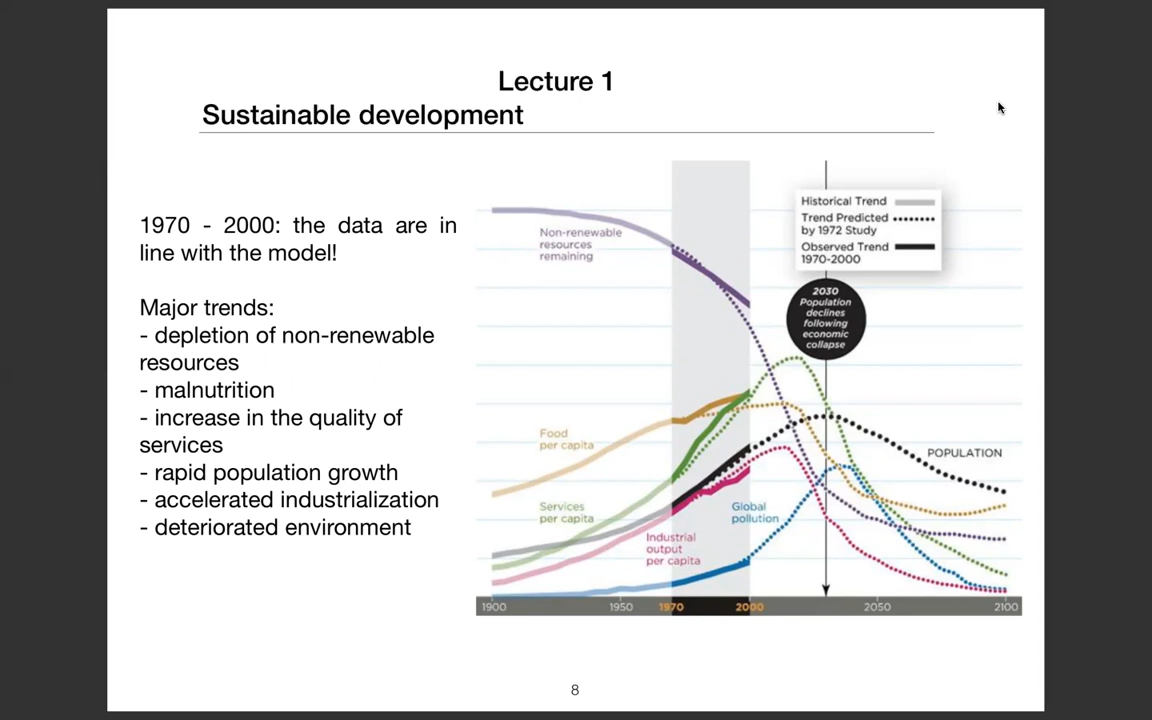 Lecture 1
Sustainable development
1970 - 2000: the data are in
line with the model!
Major trends:
- depletion of non-renewable
resources
- malnutrition
- increase in the quality of
services
- rapid population growth
- accelerated industrialization
- deteriorated environment
Historical Trend
Trend Predicted
by 1972 Study
Observed Trend
1970-2000
Non-renewable
resources
remaining
2030
Population
declines
following
economic
collapse
Food
per capita
POPULATION
Services
per capita
Global
pollution
Industrial
output
per capita
1900 1950 1970 2000 2050 2100
8